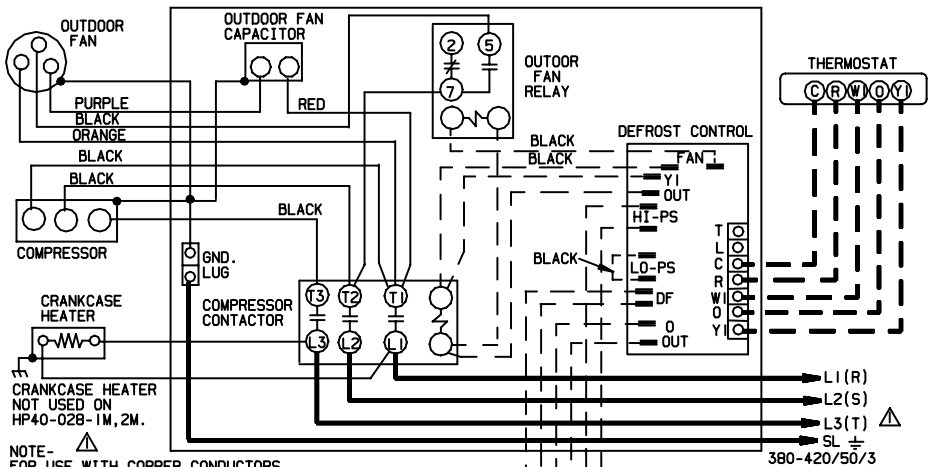 OUTDOOR
FAN
OUTDOOR FAN
CAPACITOR
2
5
7
OUTOOR
FAN
RELAY
THERMOSTAT
C R W1 O Y1
PURPLE
BLACK
ORANGE
RED
BLACK
BLACK
BLACK
BLACK
BLACK
DEFROST CONTROL
FAN
Y1
OUT
HI-PS
BLACK
LO-PS
DF
O
OUT
T
L
C
R
W1
O
Y1
COMPRESSOR
GND.
LUG
COMPRESSOR
CONTACTOR
T3 T2 T1
L3 L2 L1
CRANKCASE
HEATER
CRANKCASE HEATER
NOT USED ON
HP40-028-1M,2M.
L1(R)
L2(S)
L3(T)
SL
380-420/50/3
!
!
NOTE-
FOR USE WITH COPPER CONDUCTORS